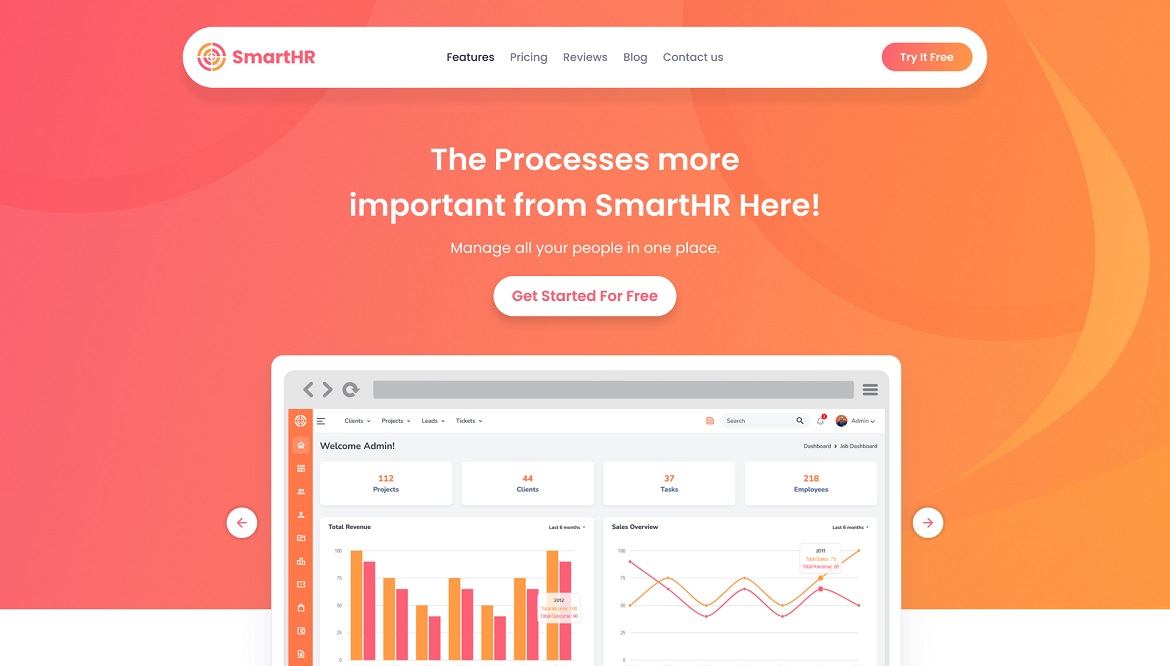 SmartHR
Features Pricing Reviews Blog Contact us
Try It Free
The Processes more
important from SmartHR Here!
Manage all your people in one place.
Get Started For Free
Clients Projects Leads Tickets
Search
1
Admin
Welcome Admin!
Dashboard Job Dashboard
112
Projects
44
Clients
37
Tasks
218
Employees
Total Revenue
Last 6 months
100
75
50
25
0
2012
Total Income: 100
Total Outcome: 90
Sales Overview
Last 6 months
100
75
50
25
0
2011
Total Sales: 75
Total Revenue: 65